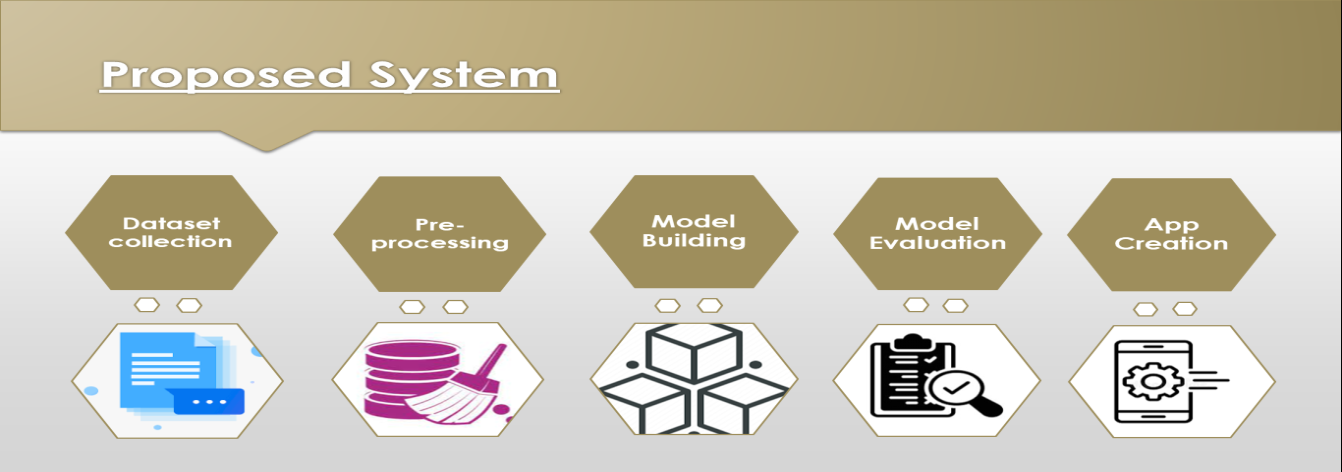 Proposed System
Dataset
collection
Pre-
processing
Model
Building
Model
Evaluation
App
Creation